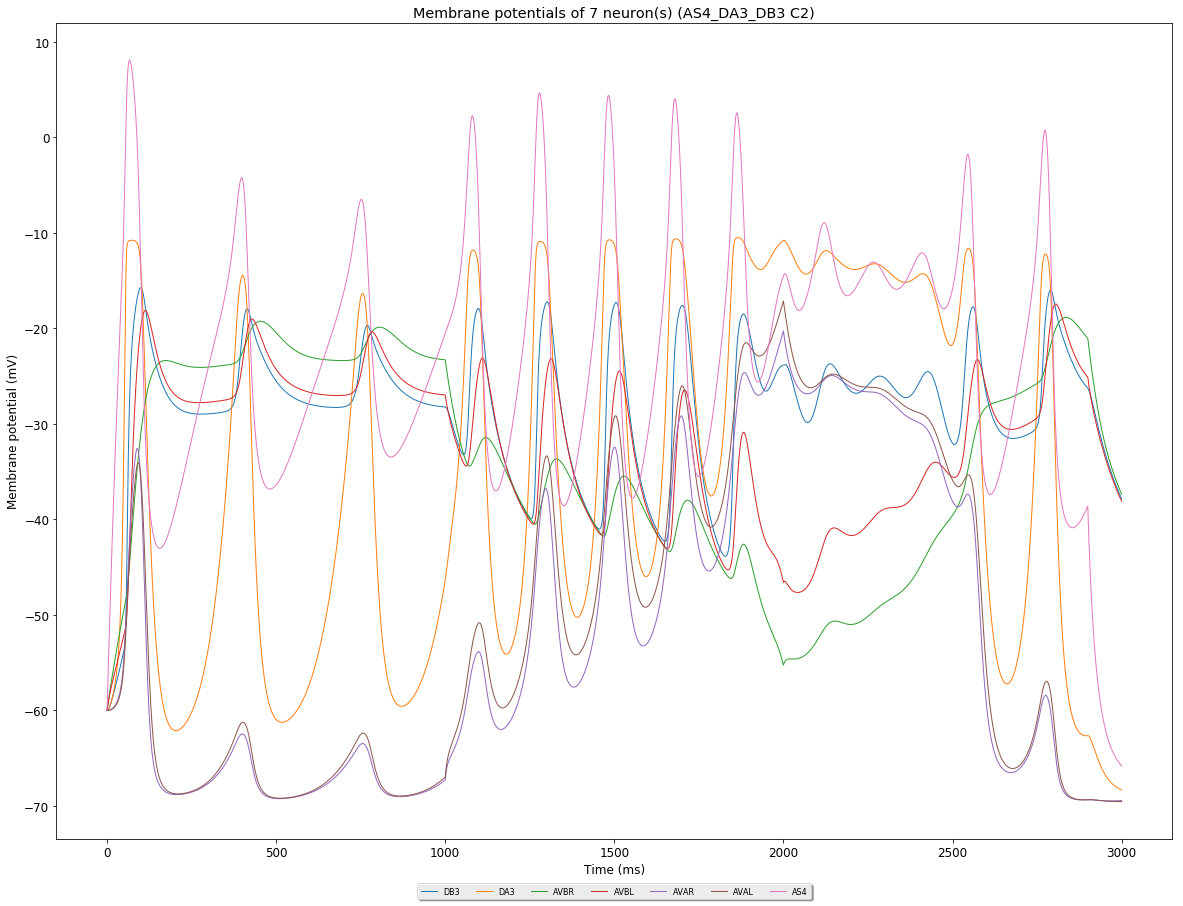 Membrane potentials of 7 neuron(s) (AS4_DA3_DB3 C2)
Membrane potential (mV)
10
0
−10
−20
−30
−40
−50
−60
−70
0 500 1000 1500 2000 2500 3000
Time (ms)
DB3 DA3 AVBR AVBL AVAR AVAL AS4